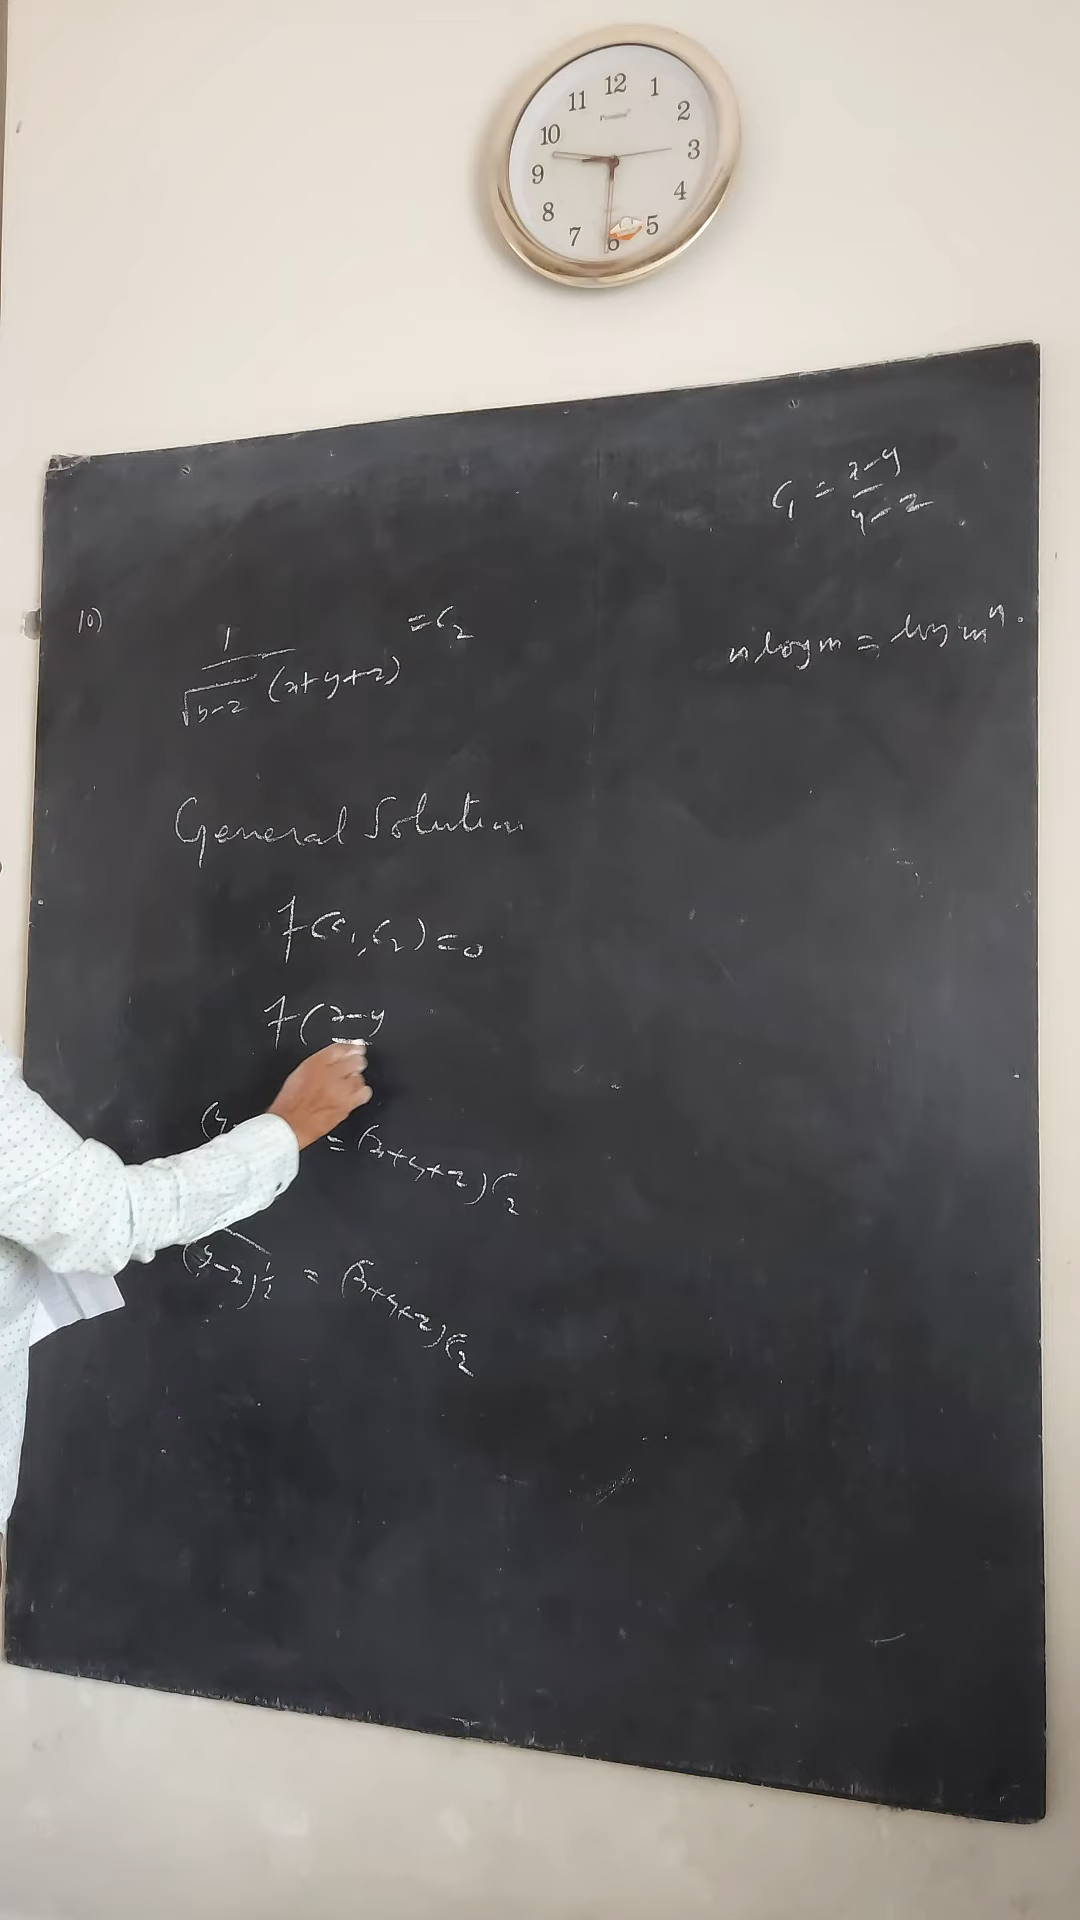 C₁ = x-y / y-z
10)
1 / √y-z (x+y+z) = C₂
n log m = log mⁿ.
General Solution
f(C₁, C₂) = 0
f(x-y
= (x+y+z)C₂
(y-z)^1/2 = (x+y+z)C₂
12
1
2
3
4
5
6
7
8
9
10
11